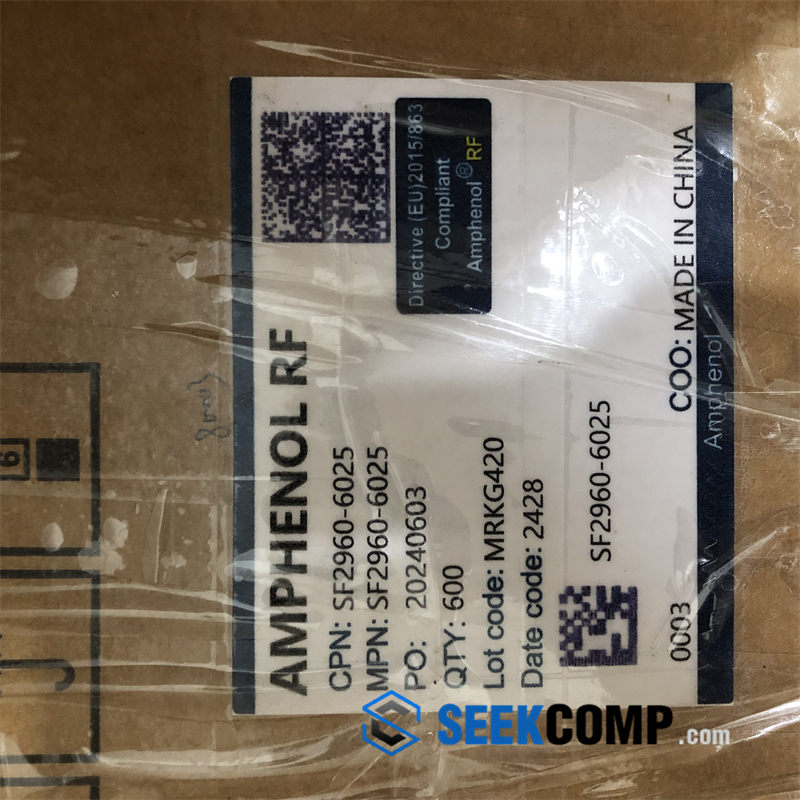 AMPHENOL RF
CPN: SF2960-6025
MPN: SF2960-6025
PO: 20240603
QTY: 600
Lot code: MRKG420
Date code: 2428
SF2960-6025
0003
COO: MADE IN CHINA
Amphenol
Directive (EU)2015/863
Compliant
Amphenol® RF
SEEKCOMP.com